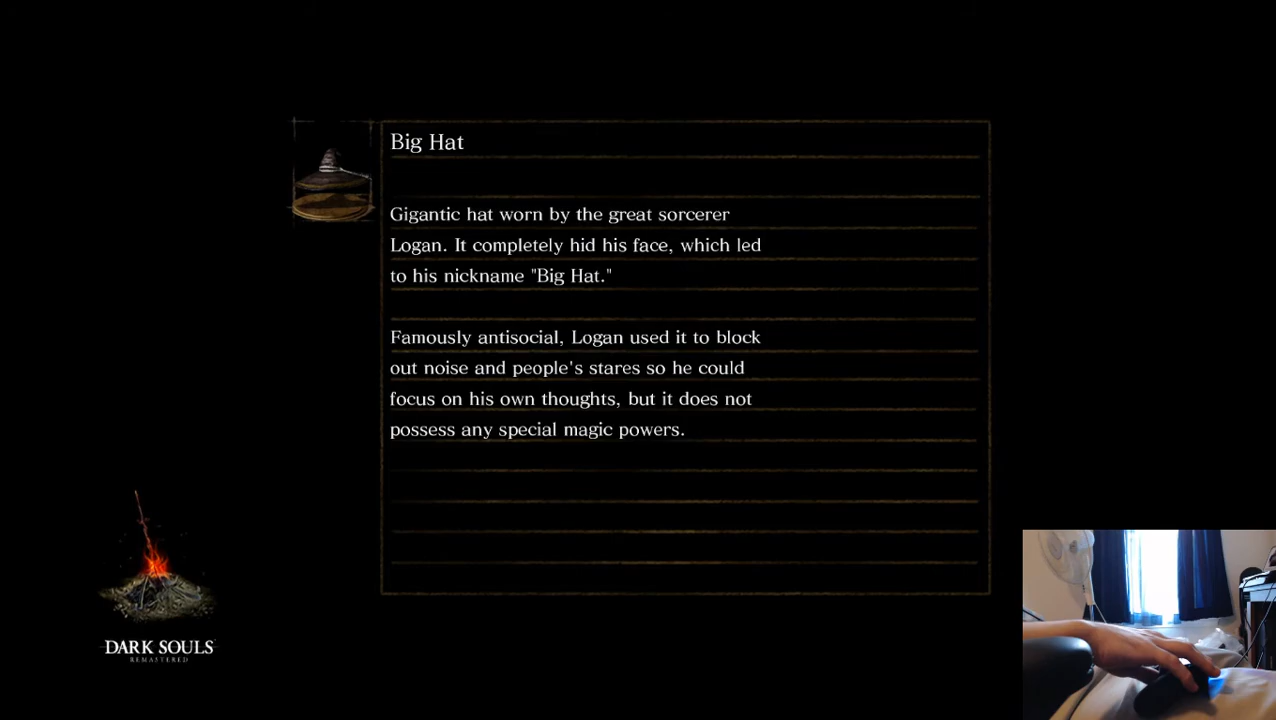 Big Hat
Gigantic hat worn by the great sorcerer
Logan. It completely hid his face, which led
to his nickname "Big Hat."
Famously antisocial, Logan used it to block
out noise and people's stares so he could
focus on his own thoughts, but it does not
possess any special magic powers.
DARK SOULS
REMASTERED